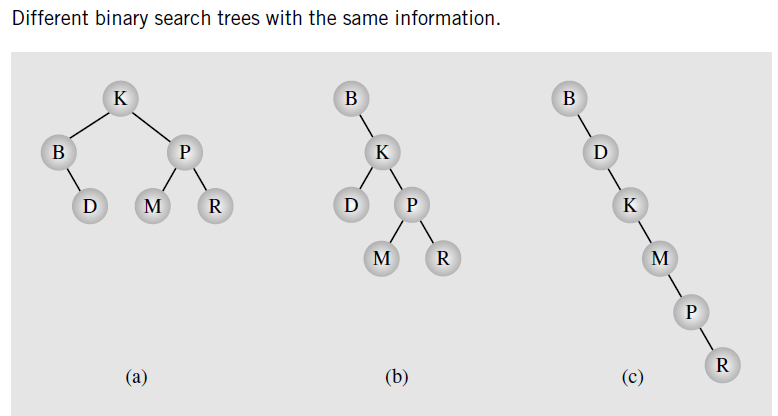 Different binary search trees with the same information.
K B B
B P K D
D M R D P K
M R M
P
R
(a) (b) (c)